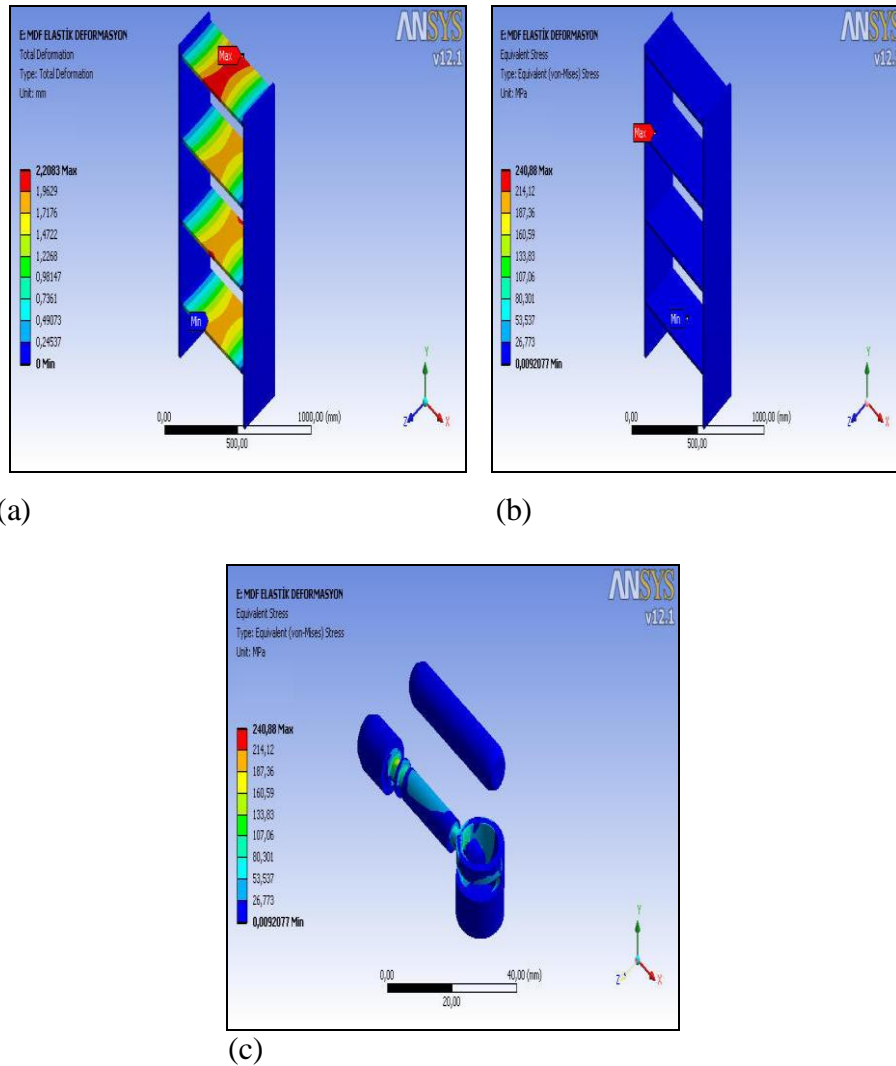 E: MDF ELASTİK DEFORMASYON
Total Deformation
Type: Total Deformation
Unit: mm
ANSYS
v12.1
Max
2,2083 Max
1,9629
1,7176
1,4722
1,2268
0,98147
0,7361
0,49073
0,24537
0 Min
Min
0,00
1000,00 (mm)
500,00
Y
Z
X
(a)
E: MDF ELASTİK DEFORMASYON
Equivalent Stress
Type: Equivalent (von-Mises) Stress
Unit: MPa
ANSYS
v12.1
Max
240,88 Max
214,12
187,36
160,59
133,83
107,06
80,301
53,537
26,773
0,0092077 Min
Min
0,00
1000,00 (mm)
500,00
Y
Z
X
(b)
E: MDF ELASTİK DEFORMASYON
Equivalent Stress
Type: Equivalent (von-Mises) Stress
Unit: MPa
ANSYS
v12.1
240,88 Max
214,12
187,36
160,59
133,83
107,06
80,301
53,537
26,773
0,0092077 Min
0,00
40,00 (mm)
20,00
Y
Z
X
(c)